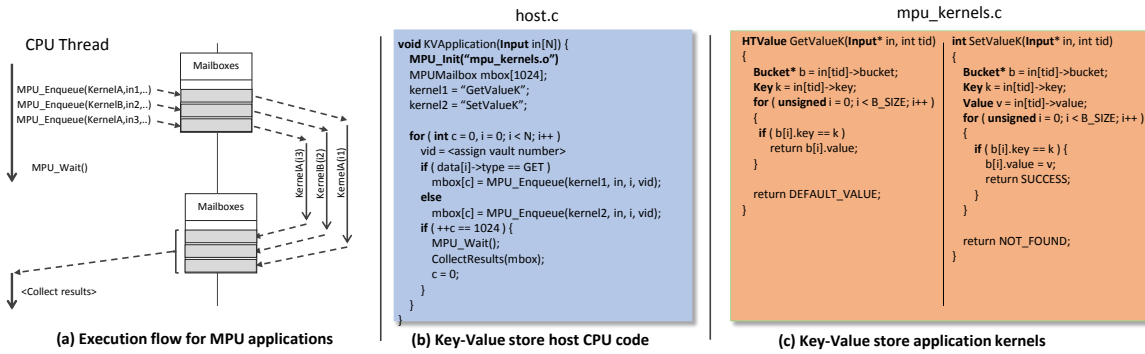 CPU Thread
Mailboxes
MPU_Enqueue(KernelA,in1,..)
MPU_Enqueue(KernelB,in2,..)
MPU_Enqueue(KernelA,in3,..)
MPU_Wait()
KernelA(i3)
KernelB(i2)
KernelA(i1)
Mailboxes
<Collect results>
(a) Execution flow for MPU applications
host.c
void KVApplication(Input in[N]) {
MPU_Init(“mpu_kernels.o”)
MPUMailbox mbox[1024];
kernel1 = “GetValueK”;
kernel2 = “SetValueK”;
for ( int c = 0, i = 0; i < N; i++ )
vid = <assign vault number>
if ( data[i]->type == GET )
mbox[c] = MPU_Enqueue(kernel1, in, i, vid);
else
mbox[c] = MPU_Enqueue(kernel2, in, i, vid);
if ( ++c == 1024 ) {
MPU_Wait();
CollectResults(mbox);
c = 0;
}
}
}
(b) Key-Value store host CPU code
mpu_kernels.c
HTValue GetValueK(Input* in, int tid)
{
Bucket* b = in[tid]->bucket;
Key k = in[tid]->key;
for ( unsigned i = 0; i < B_SIZE; i++ )
{
if ( b[i].key == k )
return b[i].value;
}
return DEFAULT_VALUE;
}
int SetValueK(Input* in, int tid)
{
Bucket* b = in[tid]->bucket;
Key k = in[tid]->key;
Value v = in[tid]->value;
for ( unsigned i = 0; i < B_SIZE; i++ )
{
if ( b[i].key == k ) {
b[i].value = v;
return SUCCESS;
}
}
return NOT_FOUND;
}
(c) Key-Value store application kernels